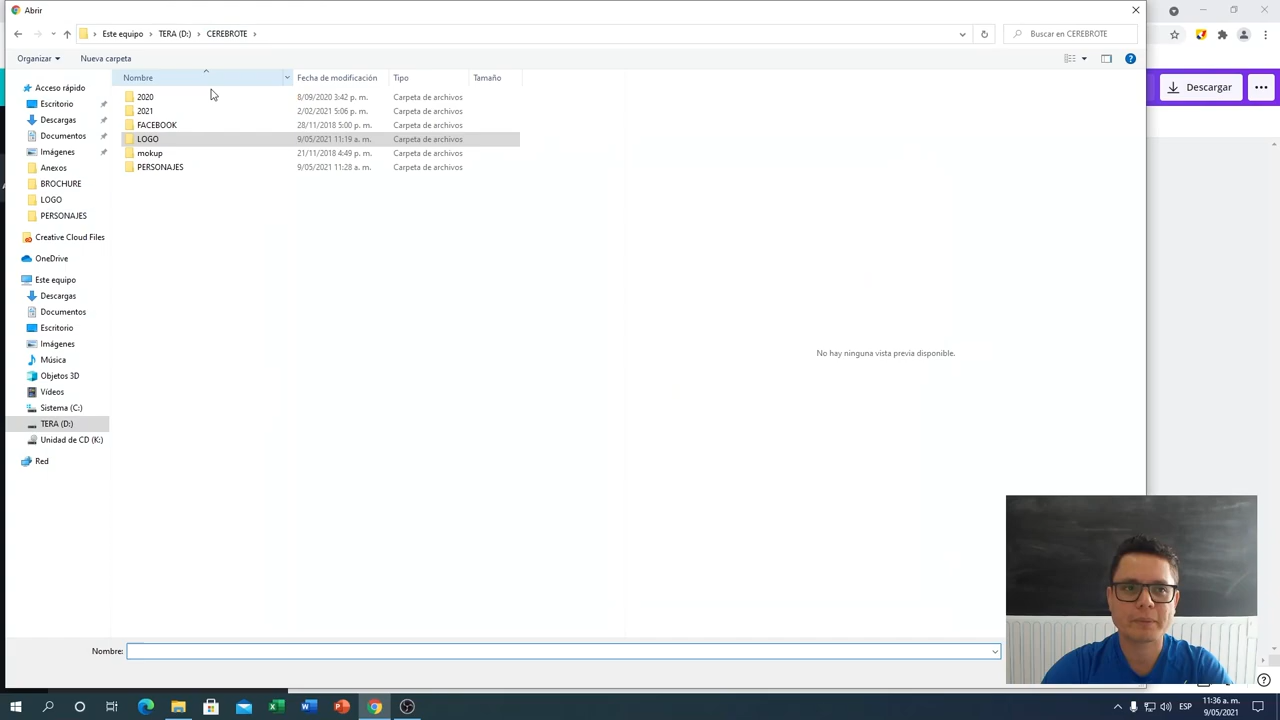 Abrir
Este equipo
TERA (D:)
CEREBROTE
Buscar en CEREBROTE
Organizar
Nueva carpeta
Descargar
Nombre
Fecha de modificación
Tipo
Tamaño
2020
8/09/2020 3:42 p. m.
Carpeta de archivos
2021
2/02/2021 5:06 p. m.
Carpeta de archivos
FACEBOOK
28/11/2018 5:00 p. m.
Carpeta de archivos
LOGO
9/05/2021 11:19 a. m.
Carpeta de archivos
mokup
21/11/2018 4:49 p. m.
Carpeta de archivos
PERSONAJES
9/05/2021 11:28 a. m.
Carpeta de archivos
Acceso rápido
Escritorio
Descargas
Documentos
Imágenes
Anexos
BROCHURE
LOGO
PERSONAJES
Creative Cloud Files
OneDrive
Este equipo
Descargas
Documentos
Escritorio
Imágenes
Música
Objetos 3D
Vídeos
Sistema (C:)
TERA (D:)
Unidad de CD (K:)
Red
No hay ninguna vista previa disponible.
Nombre:
ESP
11:36 a. m.
9/05/2021